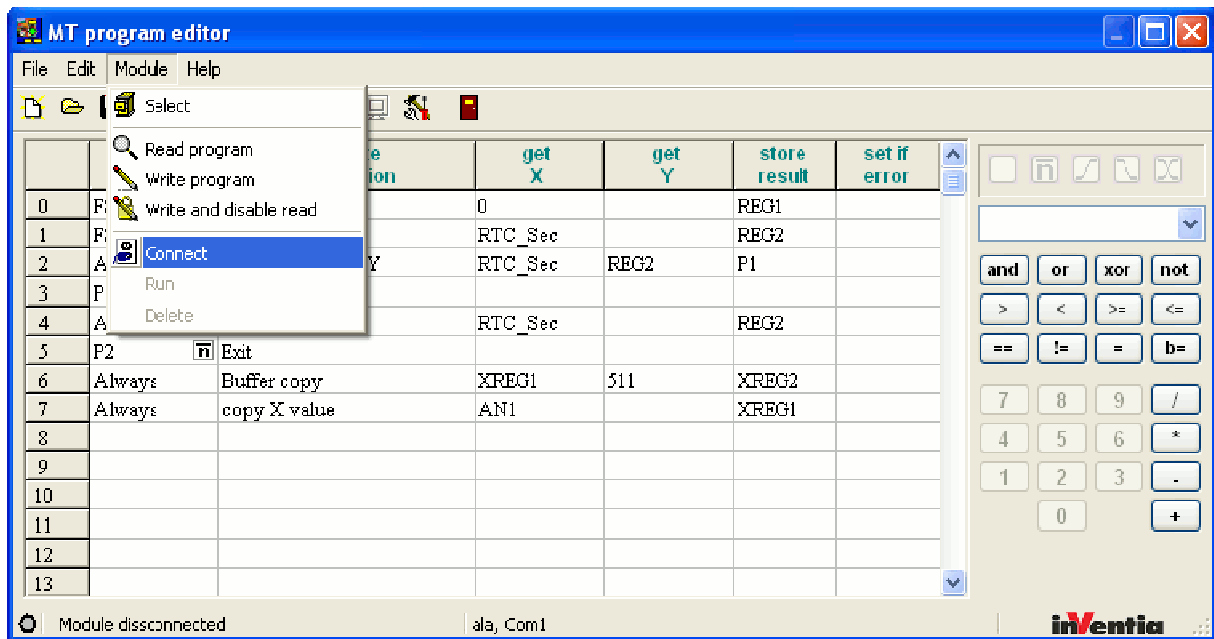 MT program editor
File Edit Module Help
Select
Read program
Write program
Write and disable read
Connect
Run
Delete
get X get Y store result set if error
0 0 REG1
1 RTC_Sec REG2
2 A Y RTC_Sec REG2 P1
3 P
4 A RTC_Sec REG2
5 P2 n Exit
6 Always Buffer copy XREG1 511 XREG2
7 Always copy X value AN1 XREG1
8
9
10
11
12
13
n
and or xor not
> < >= <=
== != = b=
7 8 9 /
4 5 6 *
1 2 3 -
0 +
Module dissconnected ala, Com1 inVentia